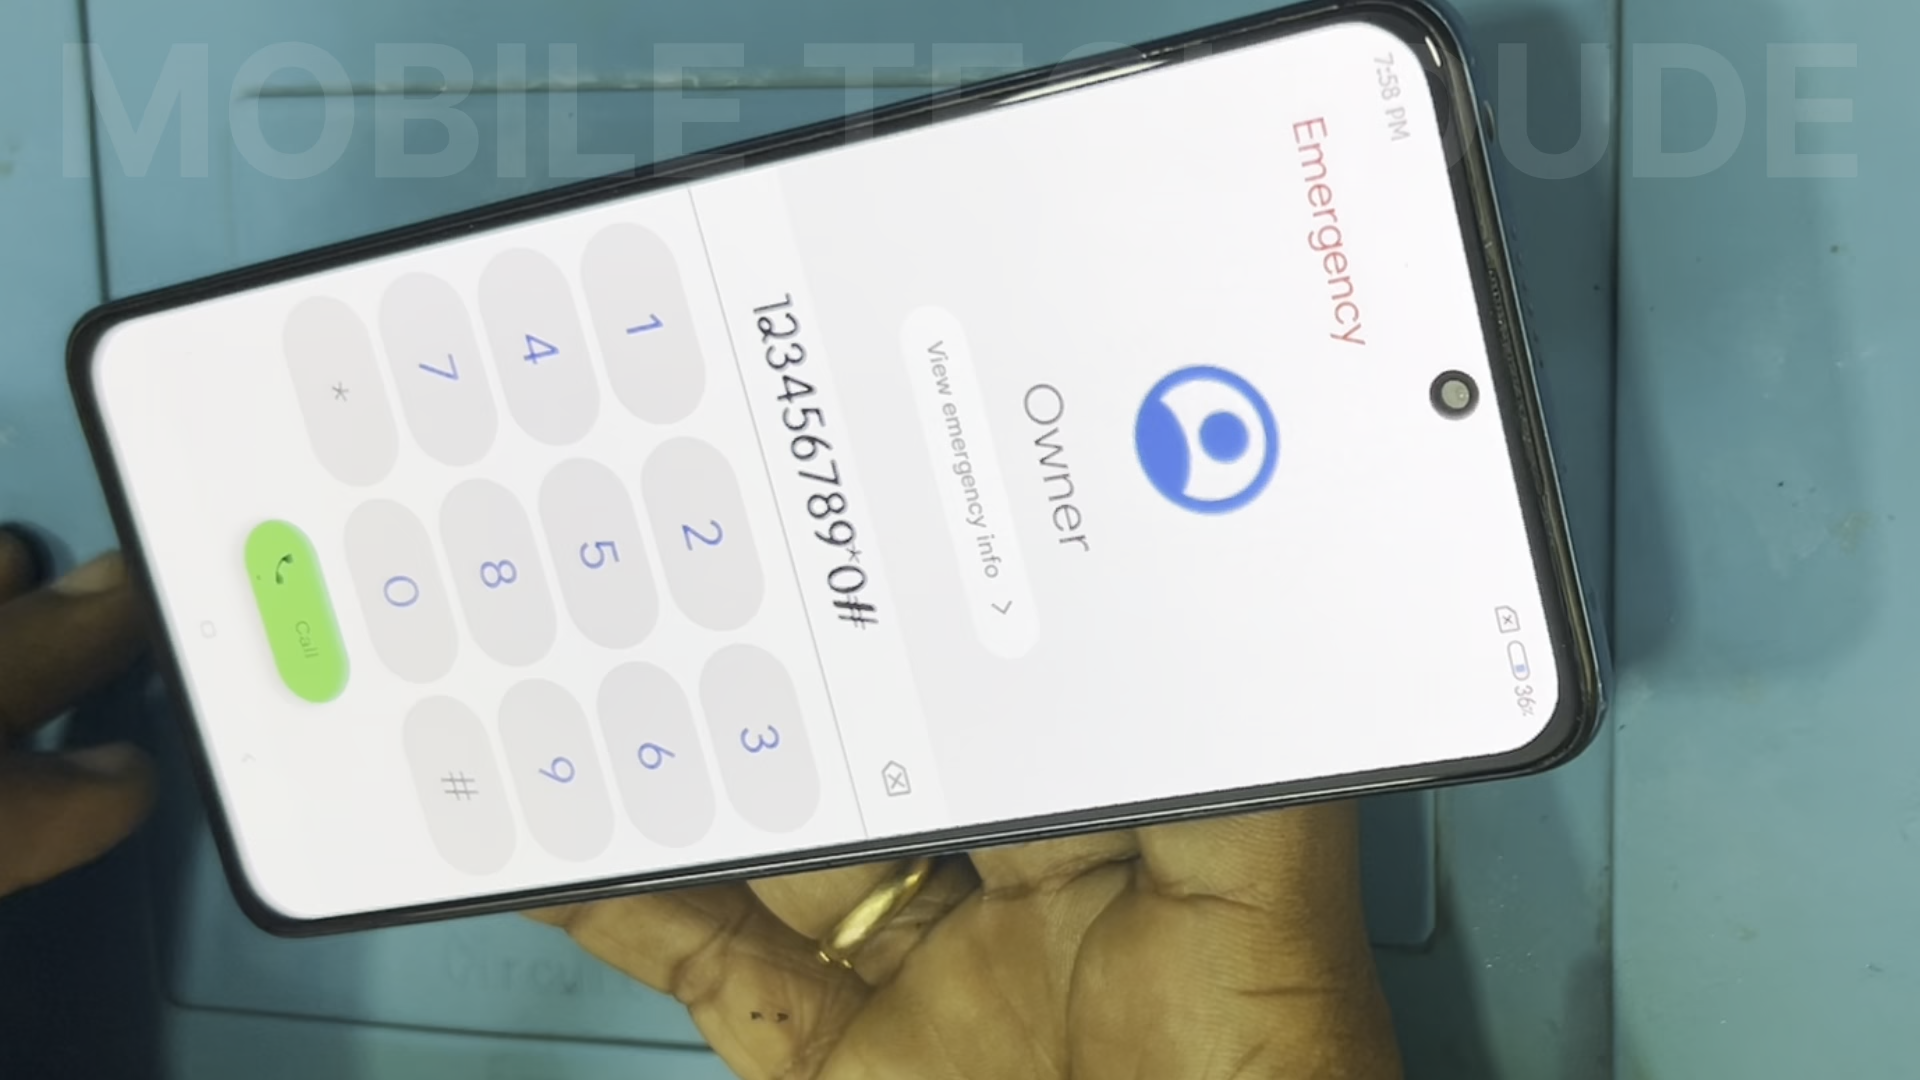 MOBILE TECH DUDE
7:58 PM
36%
Emergency
Owner
View emergency info >
123456789*0#
1 2 3
4 5 6
7 8 9
* 0 #
Call